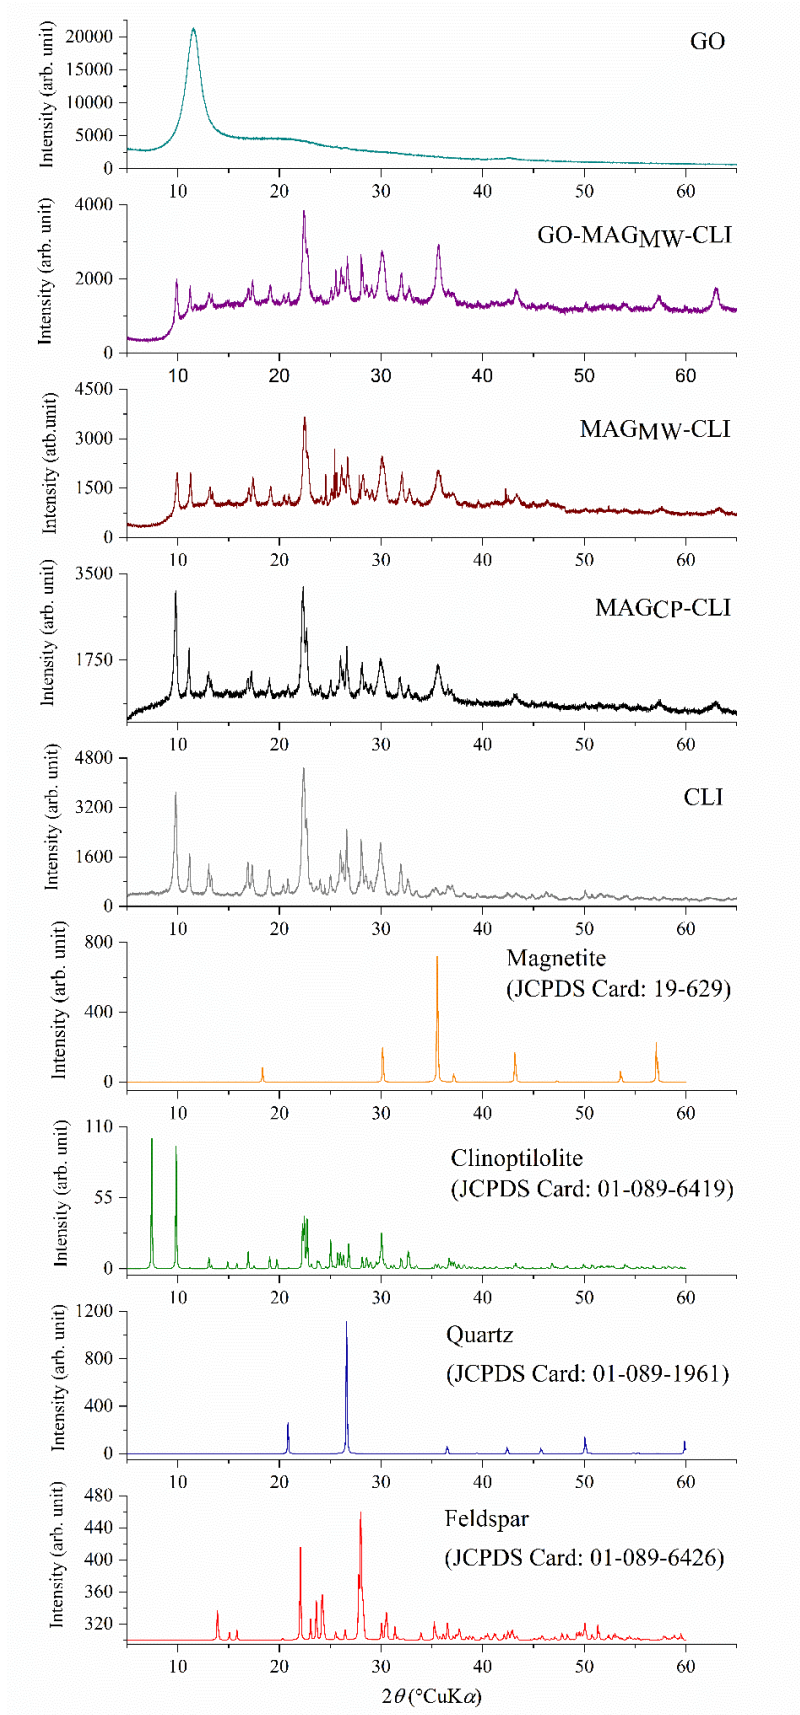 GO
Intensity (arb. unit)
20000
15000
10000
5000
0
10 20 30 40 50 60
GO-MAGMW-CLI
Intensity (arb. unit)
4000
2000
0
10 20 30 40 50 60
MAGMW-CLI
Intensity (atb.unit)
4500
3000
1500
0
10 20 30 40 50 60
MAGCP-CLI
Intensity (arb. unit)
3500
1750
10 20 30 40 50 60
CLI
Intensity (arb. unit)
4800
3200
1600
0
10 20 30 40 50 60
Magnetite
(JCPDS Card: 19-629)
Intensity (arb. unit)
800
400
0
10 20 30 40 50 60
Clinoptilolite
(JCPDS Card: 01-089-6419)
Intensity (arb. unit)
110
55
0
10 20 30 40 50 60
Quartz
(JCPDS Card: 01-089-1961)
Intensity (arb. unit)
1200
800
400
0
10 20 30 40 50 60
Feldspar
(JCPDS Card: 01-089-6426)
Intensity (arb. unit)
480
440
400
360
320
10 20 30 40 50 60
2θ (°CuKα)